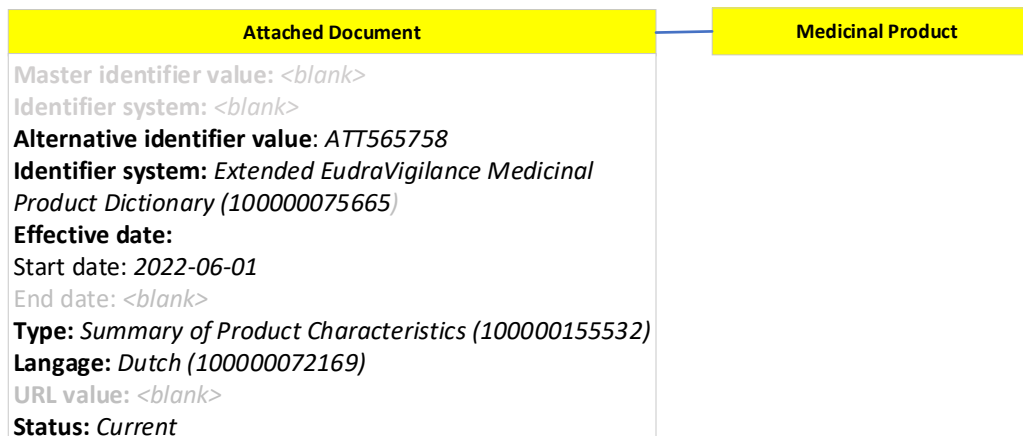 Attached Document
Medicinal Product
Master identifier value: <blank>
Identifier system: <blank>
Alternative identifier value: ATT565758
Identifier system: Extended EudraVigilance Medicinal
Product Dictionary (100000075665)
Effective date:
Start date: 2022-06-01
End date: <blank>
Type: Summary of Product Characteristics (100000155532)
Langage: Dutch (100000072169)
URL value: <blank>
Status: Current